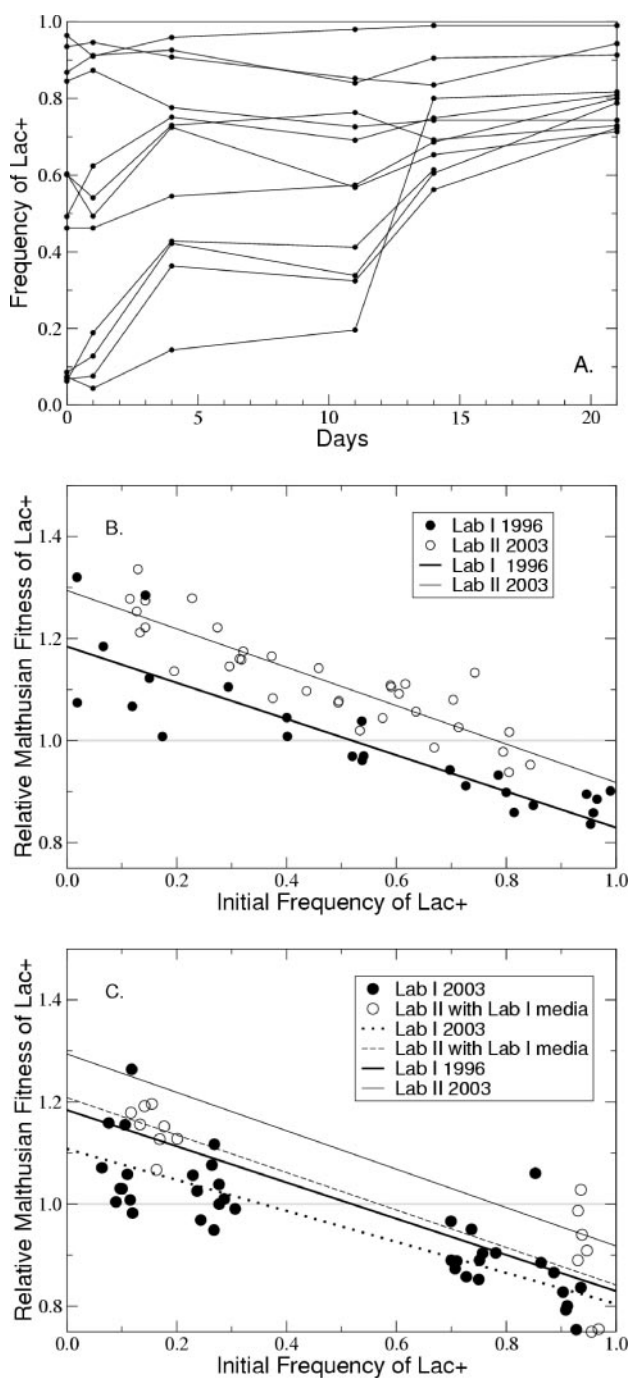 1.0
0.8
0.6
0.4
0.2
0.0
Frequency of Lac+
0
5
10
15
20
Days
A.
1.4
1.2
1.0
0.8
Relative Malthusian Fitness of Lac+
B.
Lab I 1996
Lab II 2003
Lab I 1996
Lab II 2003
0.0
0.2
0.4
0.6
0.8
1.0
Initial Frequency of Lac+
1.4
1.2
1.0
0.8
Relative Malthusian Fitness of Lac+
C.
Lab I 2003
Lab II with Lab I media
Lab I 2003
Lab II with Lab I media
Lab I 1996
Lab II 2003
0.0
0.2
0.4
0.6
0.8
1.0
Initial Frequency of Lac+